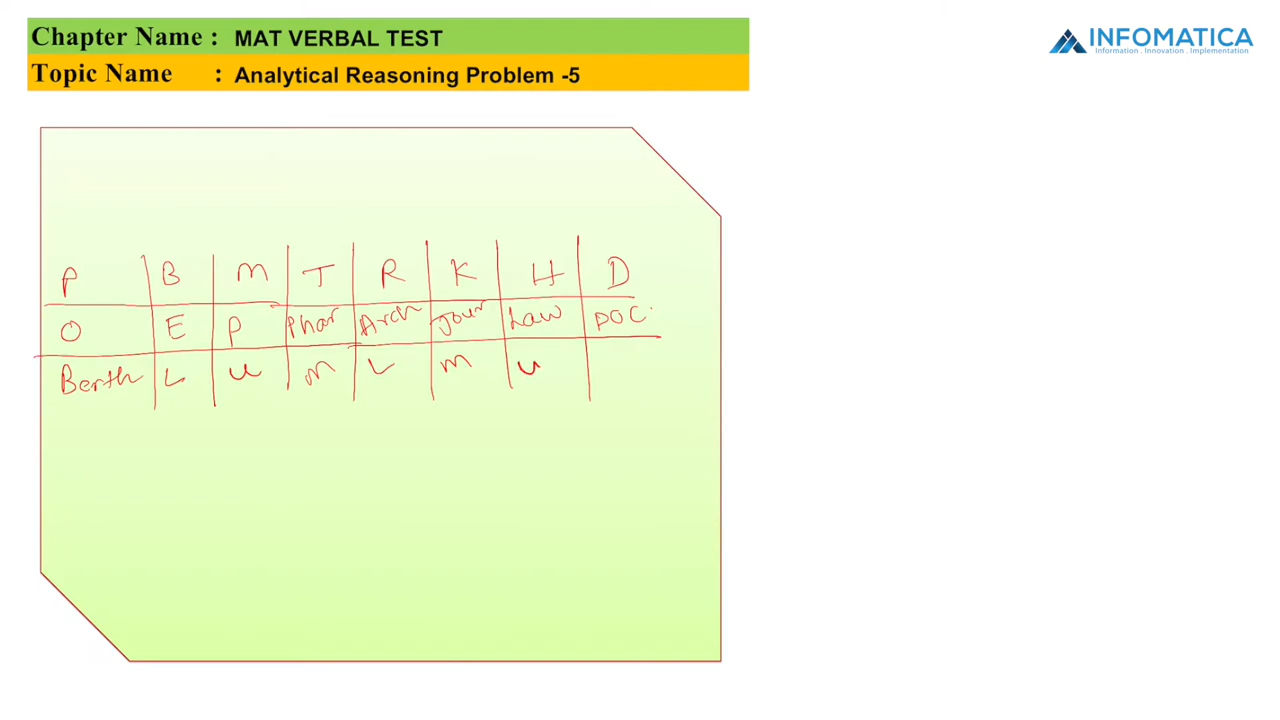 Chapter Name : MAT VERBAL TEST
Topic Name : Analytical Reasoning Problem -5
INFOMATICA
Information . Innovation . Implementation
P B M T R K H D
O E P Phar Arch Jour Law DOC.
Berth L U M L M U